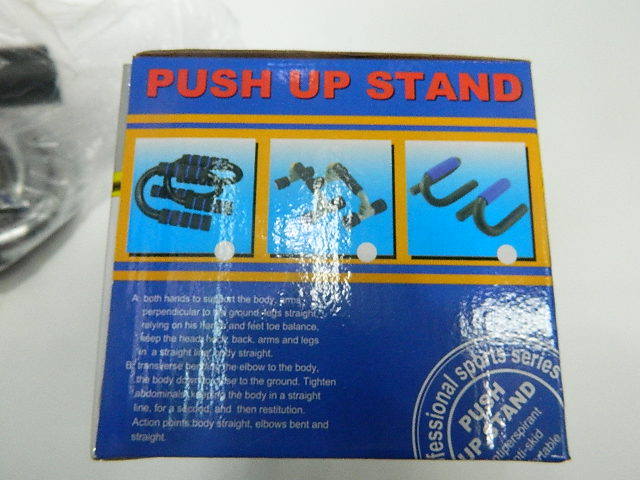 PUSH UP STAND
A: both hands to support the body, arms
perpendicular to the ground, legs straight,
relying on his hands and feet toe balance,
keep the head, body, back, arms and legs
in a straight line, body straight.
B: transverse bending the elbow to the body,
the body down to close to the ground. Tighten
abdominals, keeping the body in a straight
line, for a second, and then restitution.
Action points: body straight, elbows bent and
straight.
fessional sports series
PUSH
UP STAND
antiperspirant
anti-skid